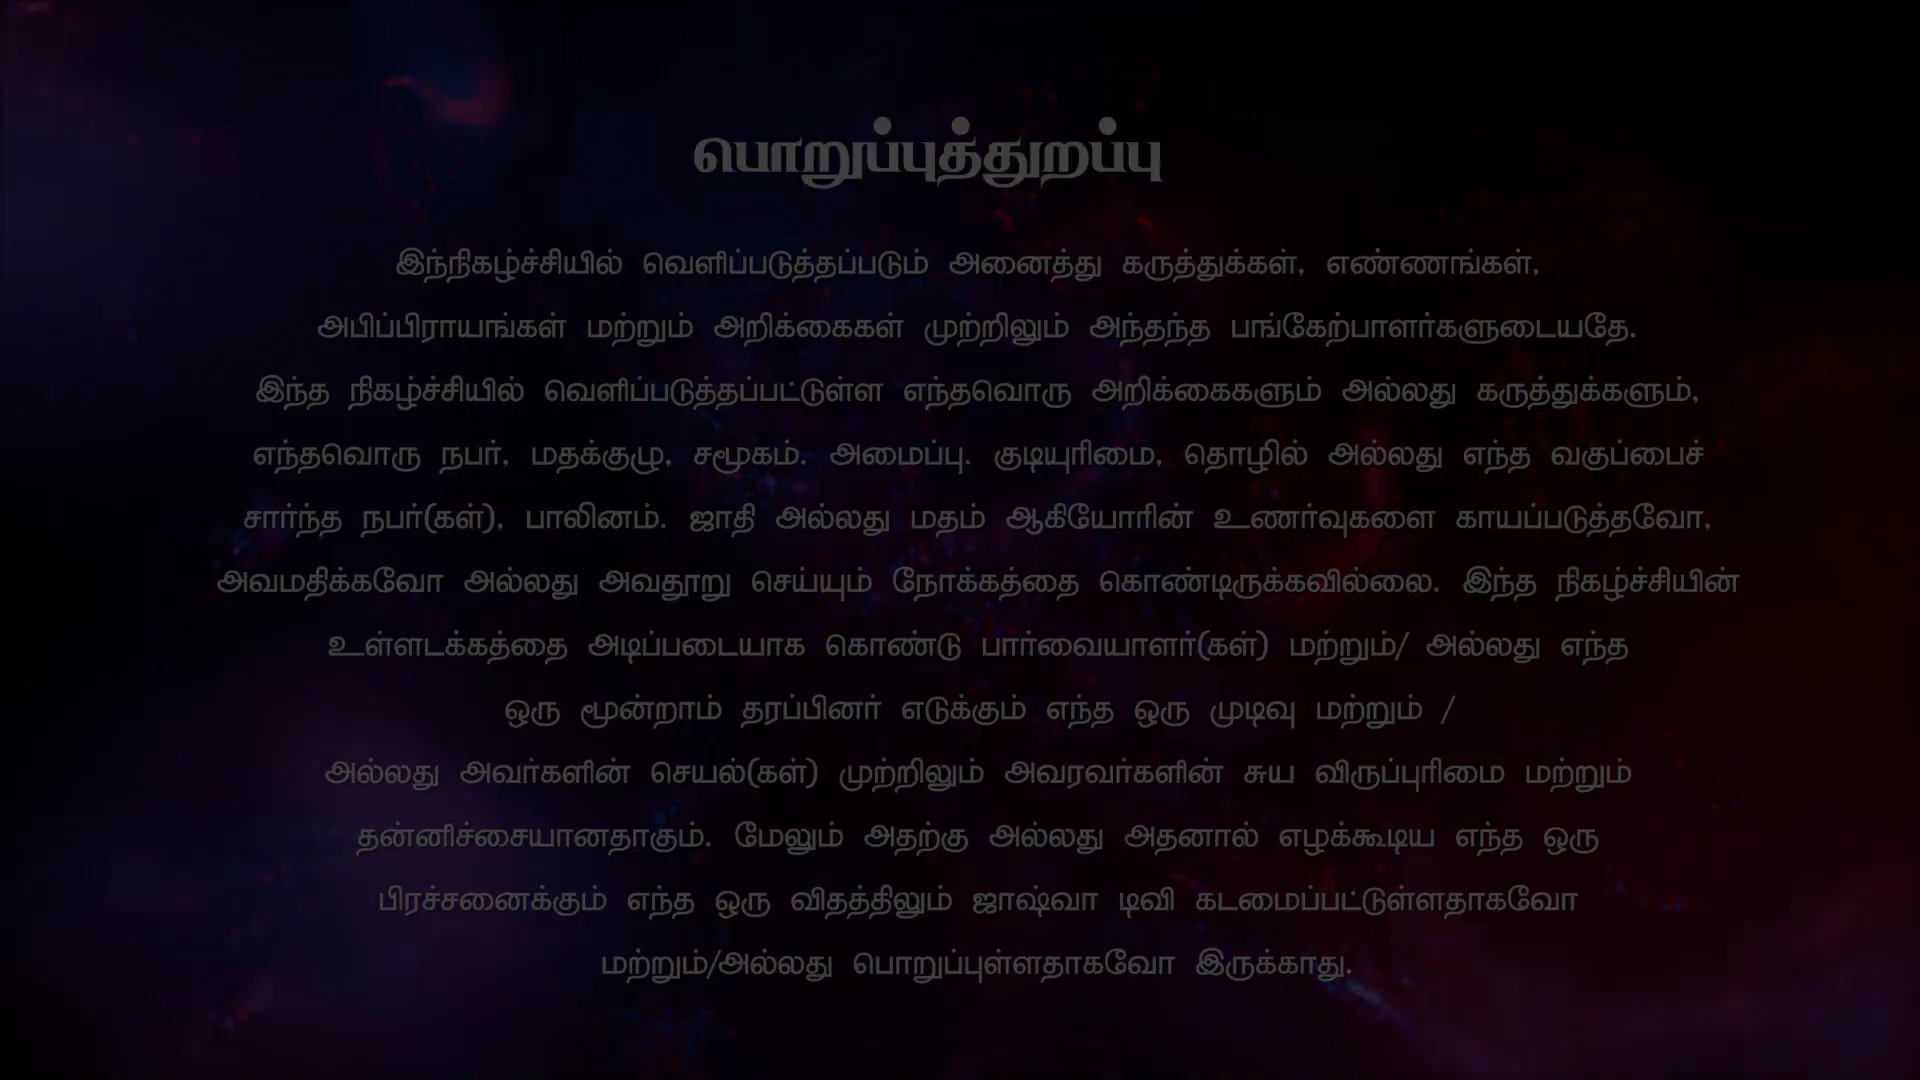 பொறுப்புத்துறப்பு
இந்நிகழ்ச்சியில் வெளிப்படுத்தப்படும் அனைத்து கருத்துக்கள், எண்ணங்கள்,
அபிப்பிராயங்கள் மற்றும் அறிக்கைகள் முற்றிலும் அந்தந்த பங்கேற்பாளர்களுடையதே.
இந்த நிகழ்ச்சியில் வெளிப்படுத்தப்பட்டுள்ள எந்தவொரு அறிக்கைகளும் அல்லது கருத்துக்களும்,
எந்தவொரு நபர், மதக்குழு, சமூகம். அமைப்பு. குடியுரிமை, தொழில் அல்லது எந்த வகுப்பைச்
சார்ந்த நபர்(கள்), பாலினம். ஜாதி அல்லது மதம் ஆகியோரின் உணர்வுகளை காயப்படுத்தவோ,
அவமதிக்கவோ அல்லது அவதூறு செய்யும் நோக்கத்தை கொண்டிருக்கவில்லை. இந்த நிகழ்ச்சியின்
உள்ளடக்கத்தை அடிப்படையாக கொண்டு பார்வையாளர்(கள்) மற்றும்/ அல்லது எந்த
ஒரு மூன்றாம் தரப்பினர் எடுக்கும் எந்த ஒரு முடிவு மற்றும் /
அல்லது அவர்களின் செயல்(கள்) முற்றிலும் அவரவர்களின் சுய விருப்புரிமை மற்றும்
தன்னிச்சையானதாகும். மேலும் அதற்கு அல்லது அதனால் எழக்கூடிய எந்த ஒரு
பிரச்சனைக்கும் எந்த ஒரு விதத்திலும் ஜாஷ்வா டிவி கடமைப்பட்டுள்ளதாகவோ
மற்றும்/அல்லது பொறுப்புள்ளதாகவோ இருக்காது.